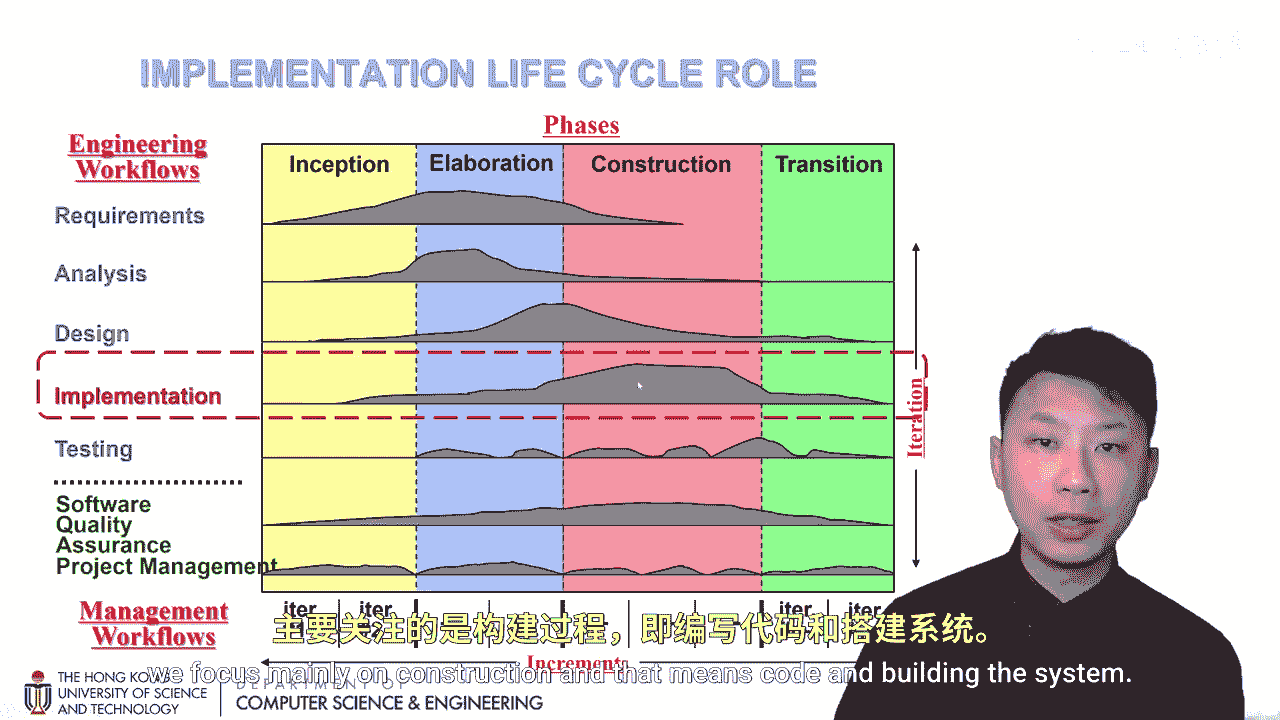 IMPLEMENTATION LIFE CYCLE ROLE
Phases
Engineering
Workflows
Inception
Elaboration
Construction
Transition
Requirements
Analysis
Design
Implementation
Testing
Iteration
Software
Quality
Assurance
Project Management
Management
Workflows
iter
iter
iter
iter
主要关注的是构建过程，即编写代码和搭建系统。
Increments
we focus mainly on construction and that means code and building the system.
THE HONG KONG
UNIVERSITY OF SCIENCE
AND TECHNOLOGY
DEPARTMENT OF
COMPUTER SCIENCE & ENGINEERING